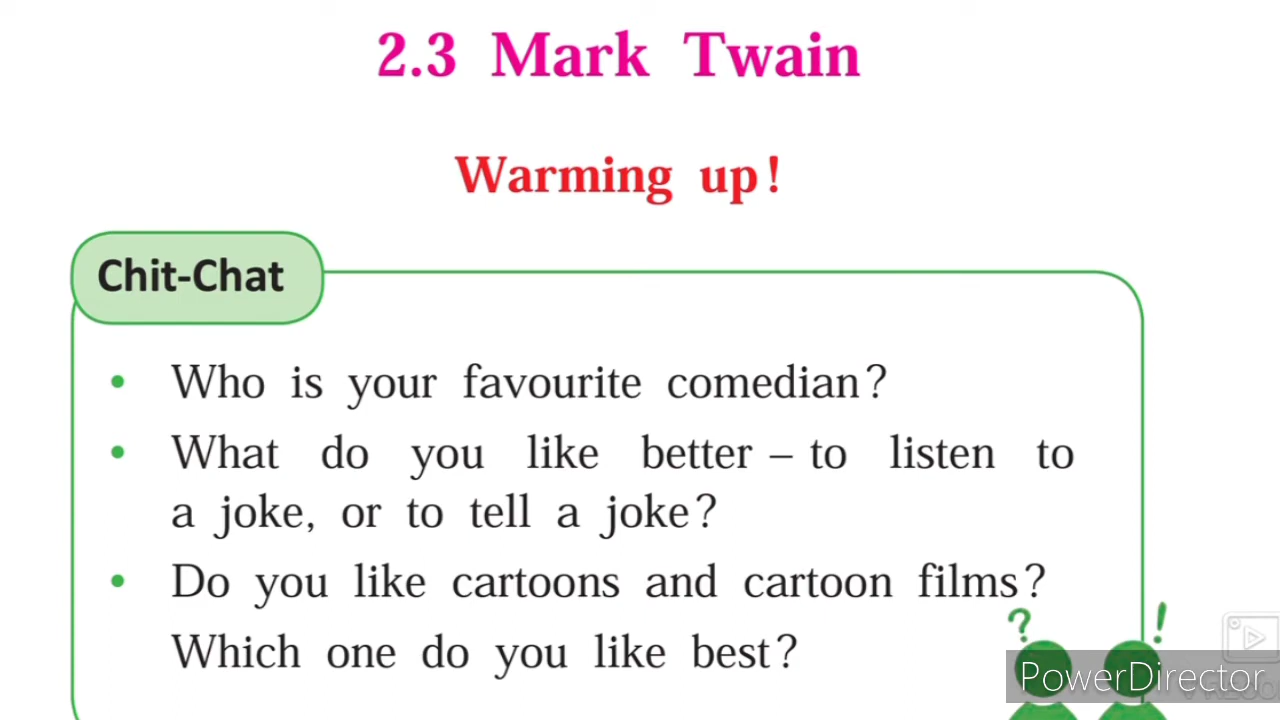 2.3 Mark Twain
Warming up!
Chit-Chat
• Who is your favourite comedian?
• What do you like better – to listen to
a joke, or to tell a joke?
• Do you like cartoons and cartoon films?
? !
Which one do you like best?
PowerDirector